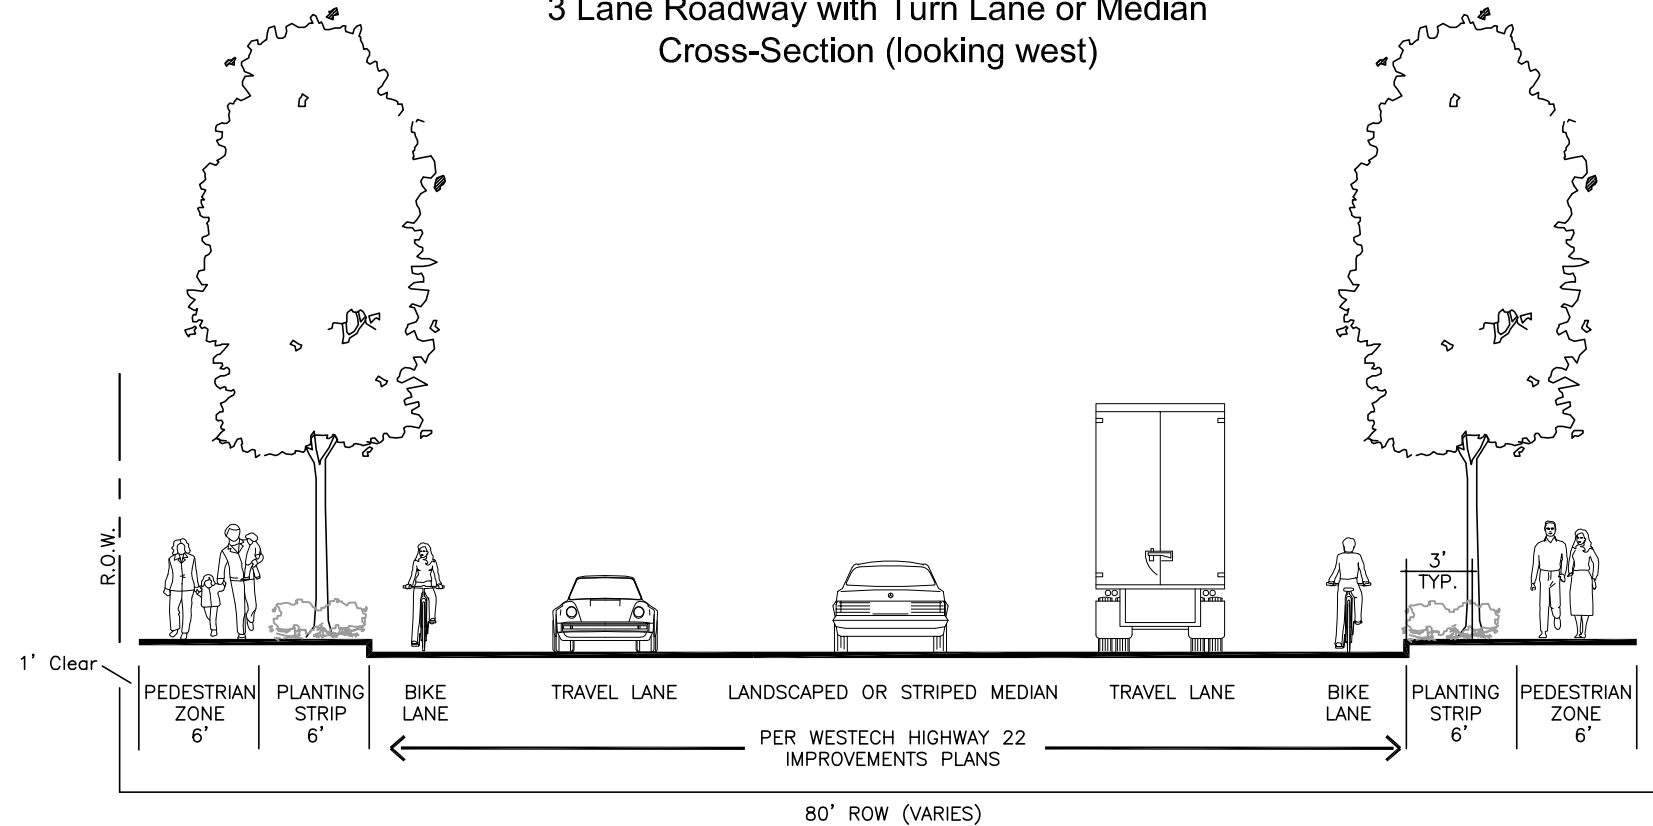 3 Lane Roadway with Turn Lane or Median
Cross-Section (looking west)
R.O.W.
3'
TYP.
1' Clear
PEDESTRIAN
ZONE
6'
PLANTING
STRIP
6'
BIKE
LANE
TRAVEL LANE
LANDSCAPED OR STRIPED MEDIAN
TRAVEL LANE
BIKE
LANE
PLANTING
STRIP
6'
PEDESTRIAN
ZONE
6'
PER WESTECH HIGHWAY 22
IMPROVEMENTS PLANS
80' ROW (VARIES)